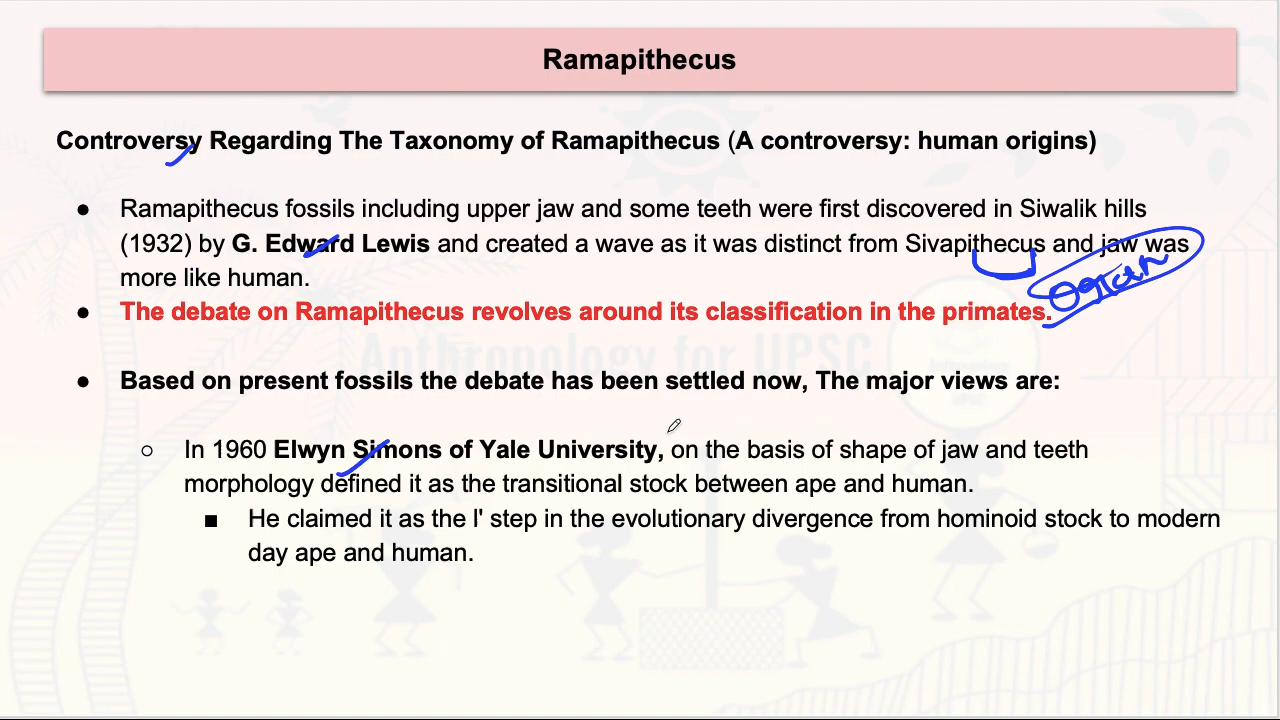 Ramapithecus
Controversy Regarding The Taxonomy of Ramapithecus (A controversy: human origins)
● Ramapithecus fossils including upper jaw and some teeth were first discovered in Siwalik hills
(1932) by G. Edward Lewis and created a wave as it was distinct from Sivapithecus and jaw was
more like human.
● The debate on Ramapithecus revolves around its classification in the primates.
Anthropology for UPSC
● Based on present fossils the debate has been settled now, The major views are:
○ In 1960 Elwyn Simons of Yale University, on the basis of shape of jaw and teeth
morphology defined it as the transitional stock between ape and human.
■ He claimed it as the I' step in the evolutionary divergence from hominoid stock to modern
day ape and human.